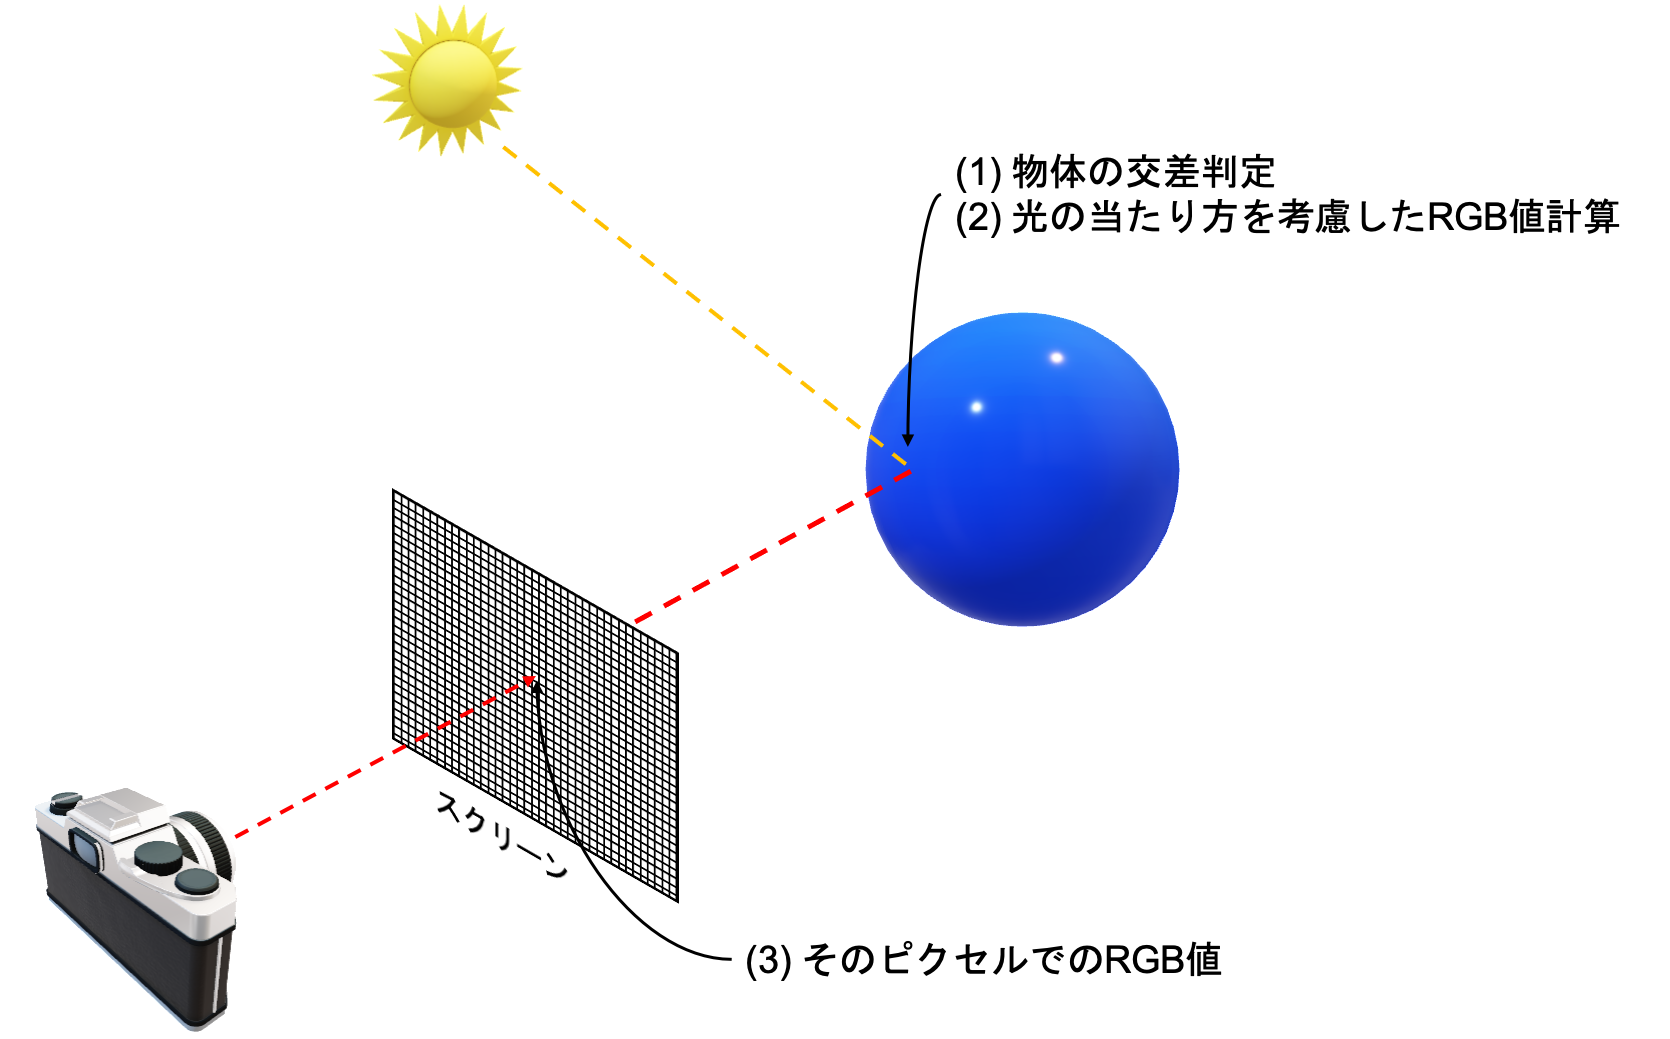 (1) 物体の交差判定
(2) 光の当たり方を考慮したRGB値計算
スクリーン
(3) そのピクセルでのRGB値